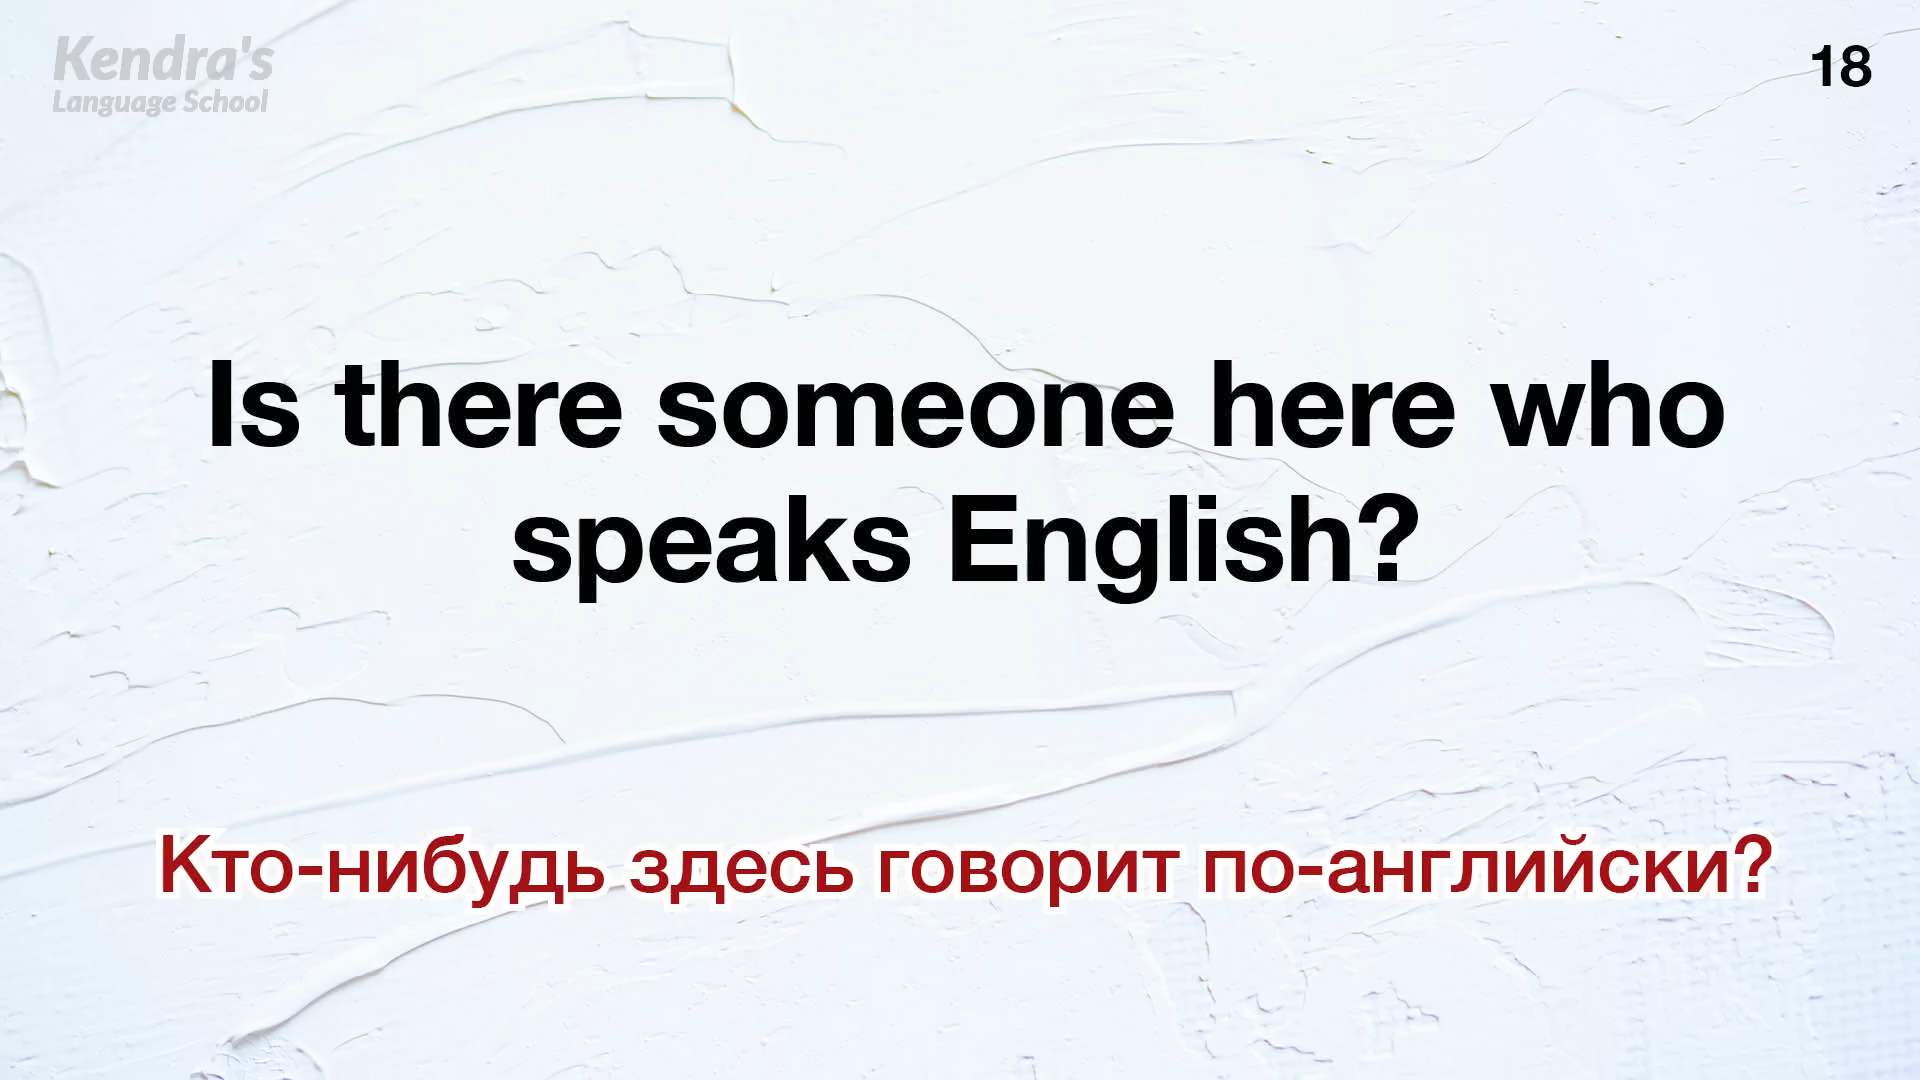 Kendra's
Language School
18
Is there someone here who
speaks English?
Кто-нибудь здесь говорит по-английски?